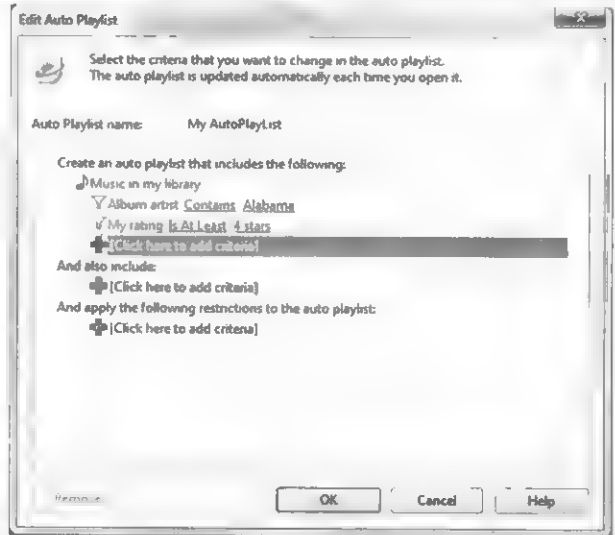 Edit Auto Playlist
Select the criteria that you want to change in the auto playlist.
The auto playlist is updated automatically each time you open it.
Auto Playlist name: My AutoPlayList
Create an auto playlist that includes the following:
Music in my library
Album artist Contains Alabama
My rating Is At Least 4 stars
[Click here to add criteria]
And also include:
[Click here to add criteria]
And apply the following restrictions to the auto playlist:
[Click here to add criteria]
Remove
OK Cancel Help